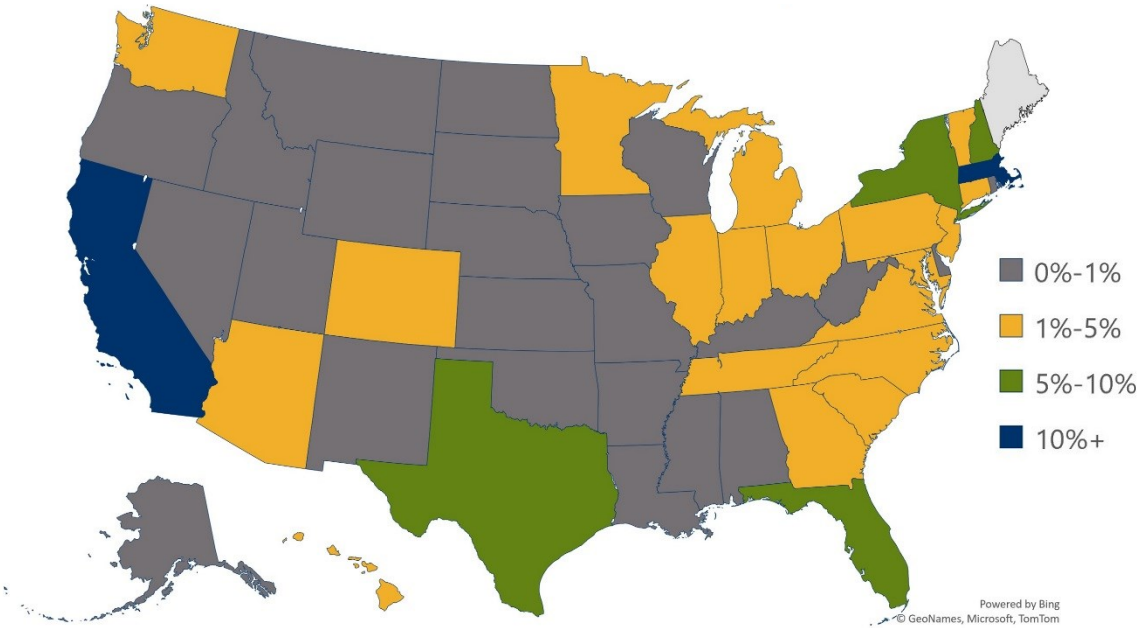 0%-1%
1%-5%
5%-10%
10%+
Powered by Bing
© GeoNames, Microsoft, TomTom